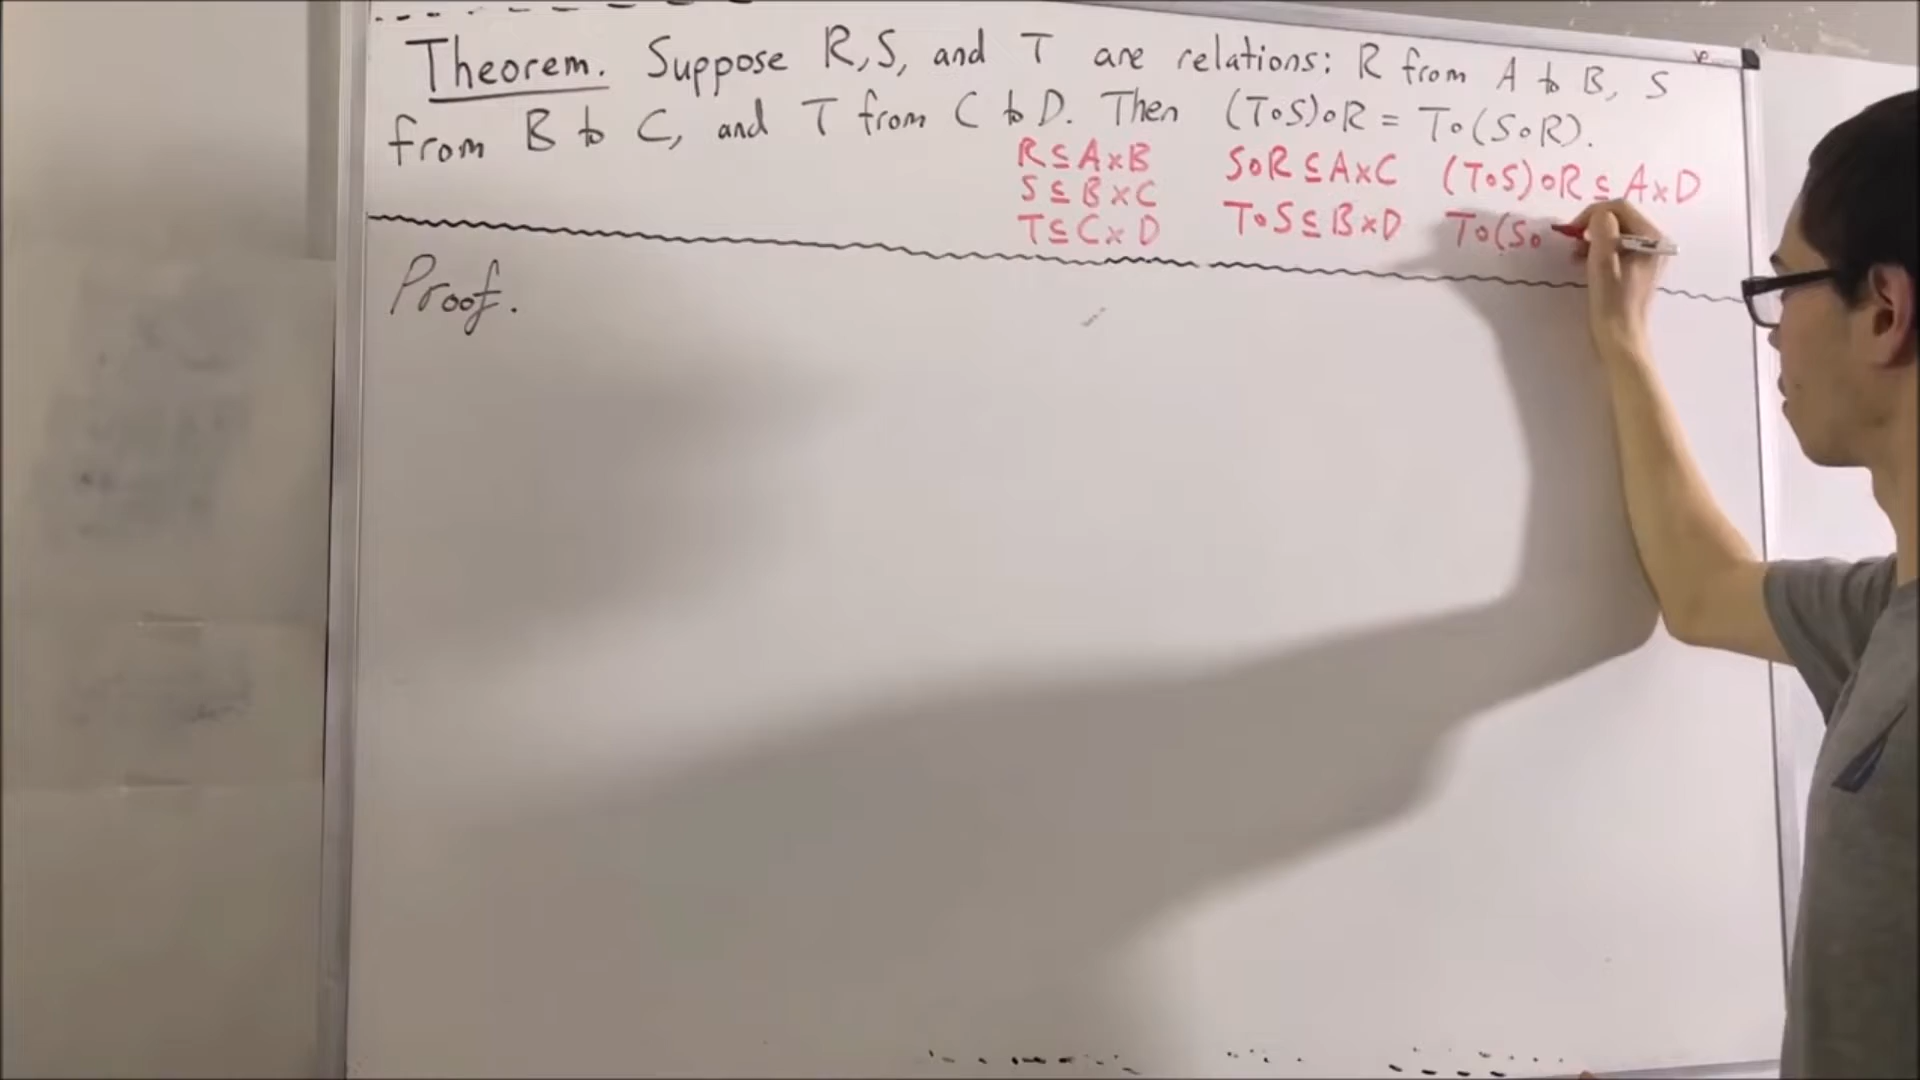 Theorem. Suppose R, S, and T are relations: R from A to B, S
from B to C, and T from C to D. Then (T∘S)∘R = T∘(S∘R).
R ⊆ A×B S∘R ⊆ A×C (T∘S)∘R ⊆ A×D
S ⊆ B×C
T ⊆ C×D T∘S ⊆ B×D T∘(S∘
Proof.